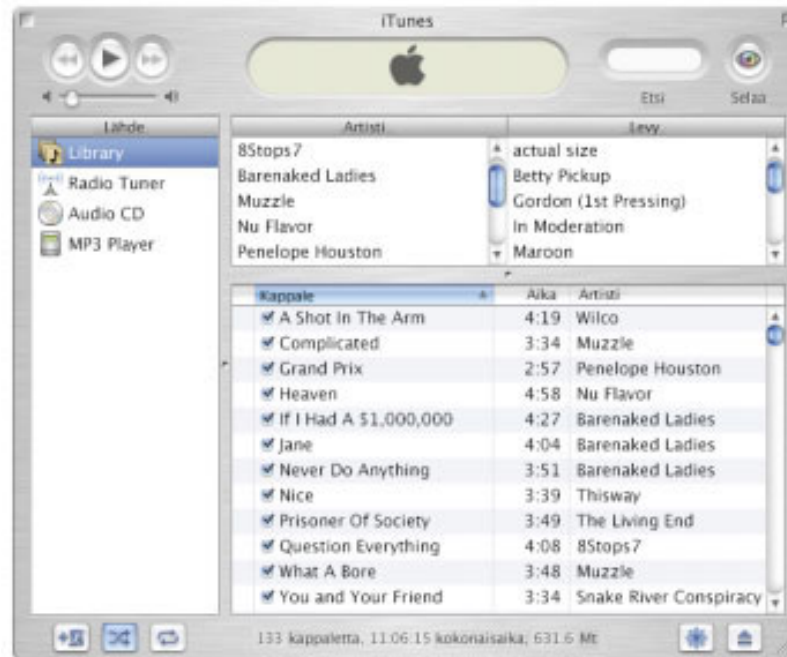 iTunes
Etsi
Selaa
Lähde
Library
Radio Tuner
Audio CD
MP3 Player
Artisti
8Stops7
Barenaked Ladies
Muzzle
Nu Flavor
Penelope Houston
Levy
actual size
Betty Pickup
Gordon (1st Pressing)
In Moderation
Maroon
Kappale Aika Artisti
A Shot In The Arm 4:19 Wilco
Complicated 3:34 Muzzle
Grand Prix 2:57 Penelope Houston
Heaven 4:58 Nu Flavor
If I Had A $1,000,000 4:27 Barenaked Ladies
Jane 4:04 Barenaked Ladies
Never Do Anything 3:51 Barenaked Ladies
Nice 3:39 Thisway
Prisoner Of Society 3:49 The Living End
Question Everything 4:08 8Stops7
What A Bore 3:48 Muzzle
You and Your Friend 3:34 Snake River Conspiracy
133 kappaletta, 11:06:15 kokonaisaika, 631.6 Mt